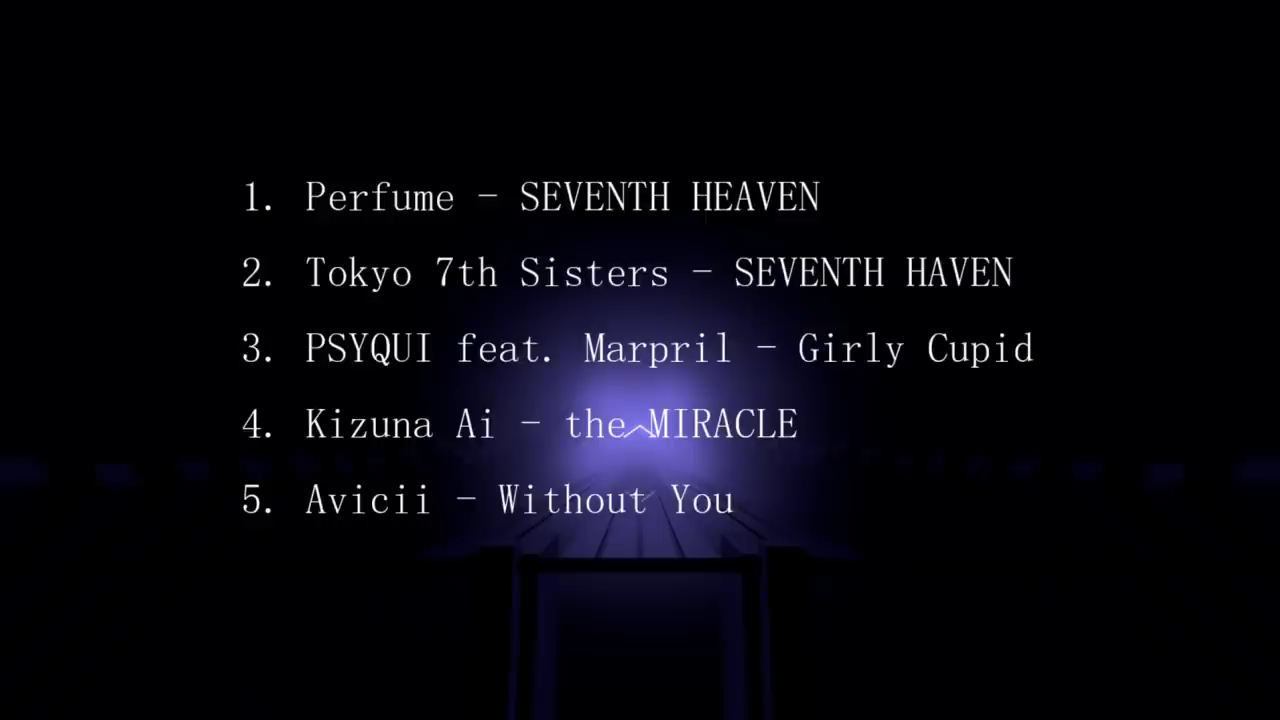 1. Perfume - SEVENTH HEAVEN
2. Tokyo 7th Sisters - SEVENTH HAVEN
3. PSYQUI feat. Marpril - Girly Cupid
4. Kizuna Ai - the MIRACLE
5. Avicii - Without You